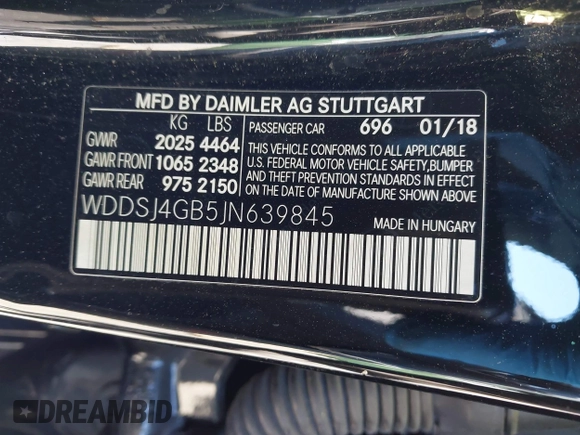 MFD BY DAIMLER AG STUTTGART
KG LBS
GVWR 2025 4464
GAWR FRONT 1065 2348
GAWR REAR 975 2150
PASSENGER CAR 696 01/18
THIS VEHICLE CONFORMS TO ALL APPLICABLE
U.S. FEDERAL MOTOR VEHICLE SAFETY,BUMPER
AND THEFT PREVENTION STANDARDS IN EFFECT
ON THE DATE OF MANUFACTURE SHOWN ABOVE
WDDSJ4GB5JN639845
MADE IN HUNGARY
DREAMBID